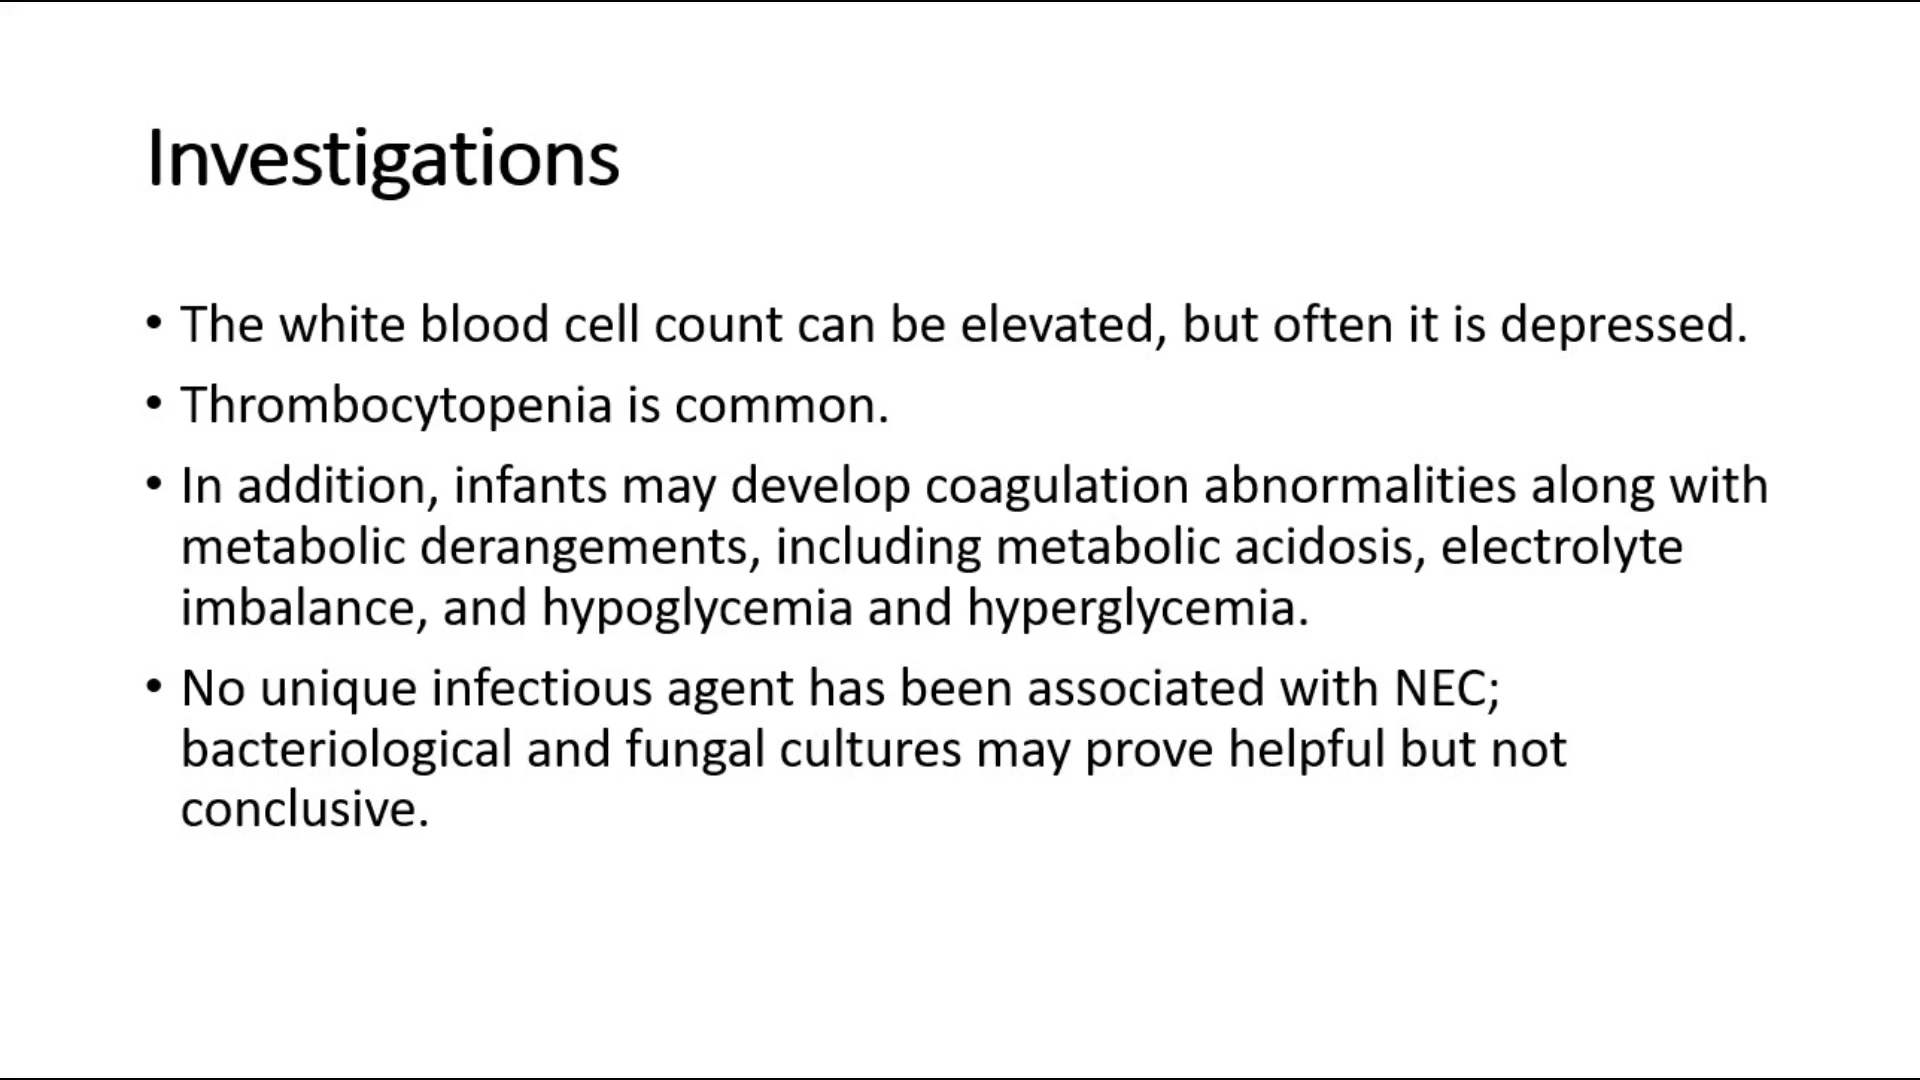 Investigations
• The white blood cell count can be elevated, but often it is depressed.
• Thrombocytopenia is common.
• In addition, infants may develop coagulation abnormalities along with
metabolic derangements, including metabolic acidosis, electrolyte
imbalance, and hypoglycemia and hyperglycemia.
• No unique infectious agent has been associated with NEC;
bacteriological and fungal cultures may prove helpful but not
conclusive.